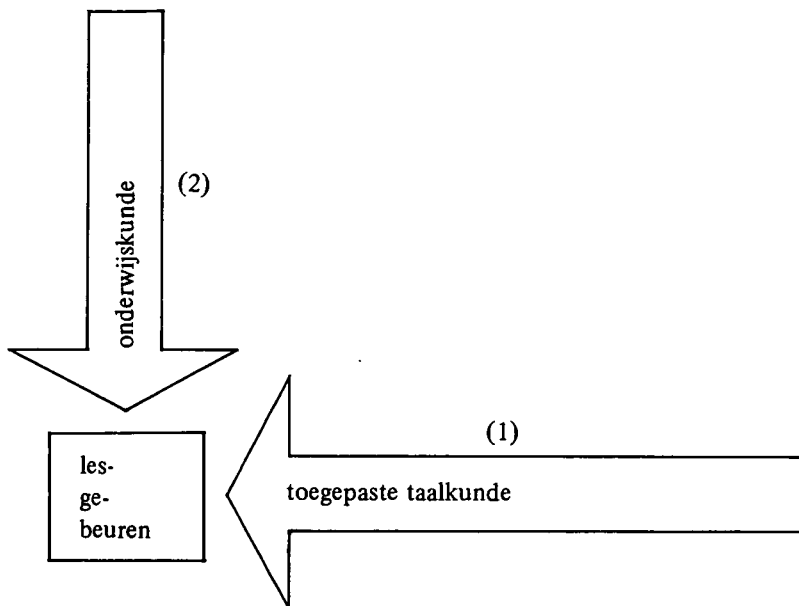 (2)
onderwijskunde
(1)
les-
ge-
beuren
toegepaste taalkunde